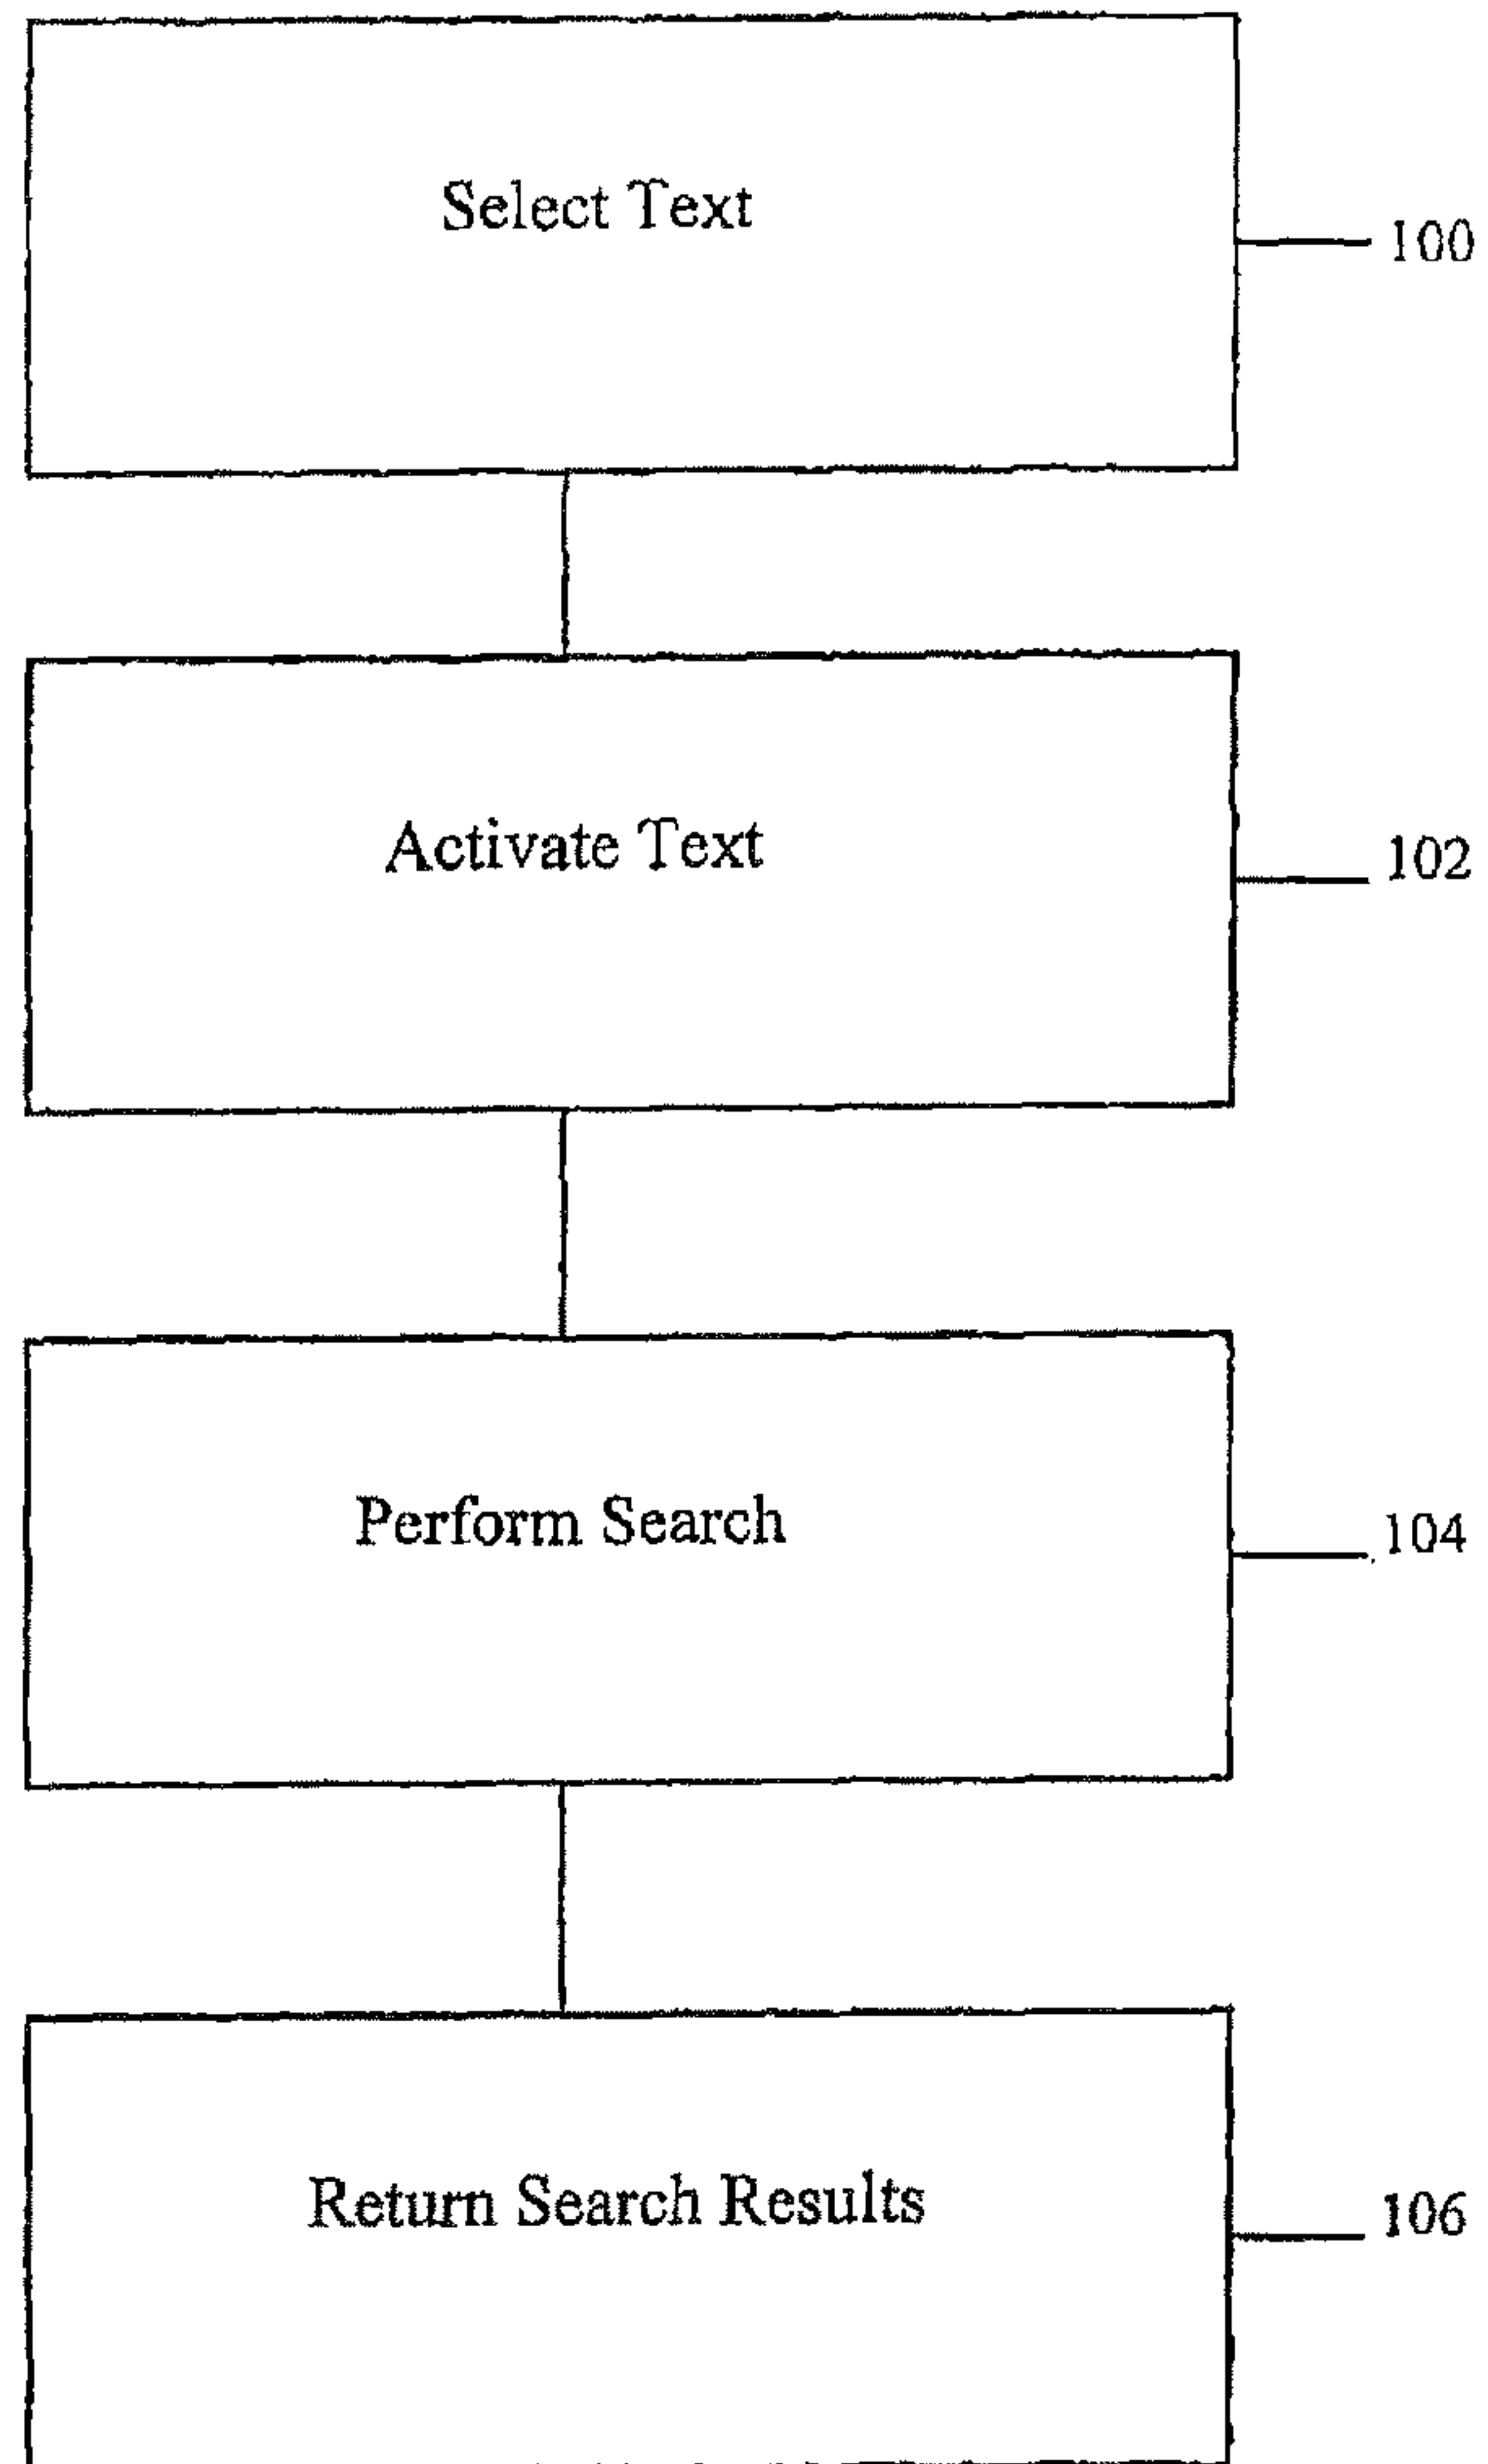 Select Text
100
Activate Text
102
Perform Search
104
Return Search Results
106